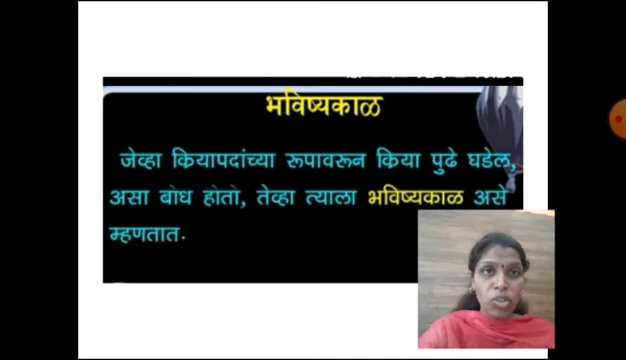 भविष्यकाळ
जेव्हा क्रियापदांच्या रूपावरून क्रिया पुढे घडेल,
असा बोध होतो, तेव्हा त्याला भविष्यकाळ असे
म्हणतात.